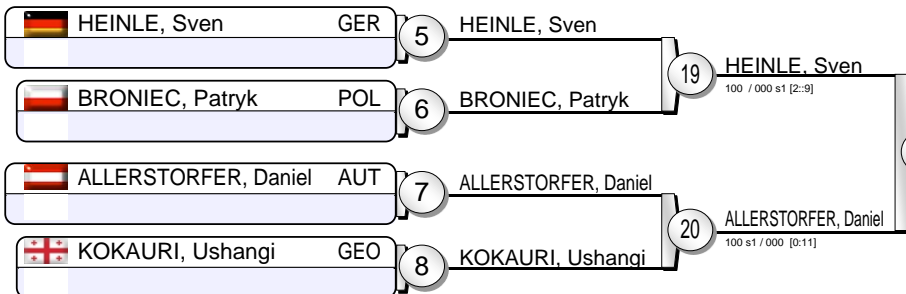 HEINLE, Sven GER
5
HEINLE, Sven
BRONIEC, Patryk POL
6
BRONIEC, Patryk
19
HEINLE, Sven
100 / 000 s1 [2::9]
ALLERSTORFER, Daniel AUT
7
ALLERSTORFER, Daniel
KOKAURI, Ushangi GEO
8
KOKAURI, Ushangi
20
ALLERSTORFER, Daniel
100 s1 / 000 [0:11]